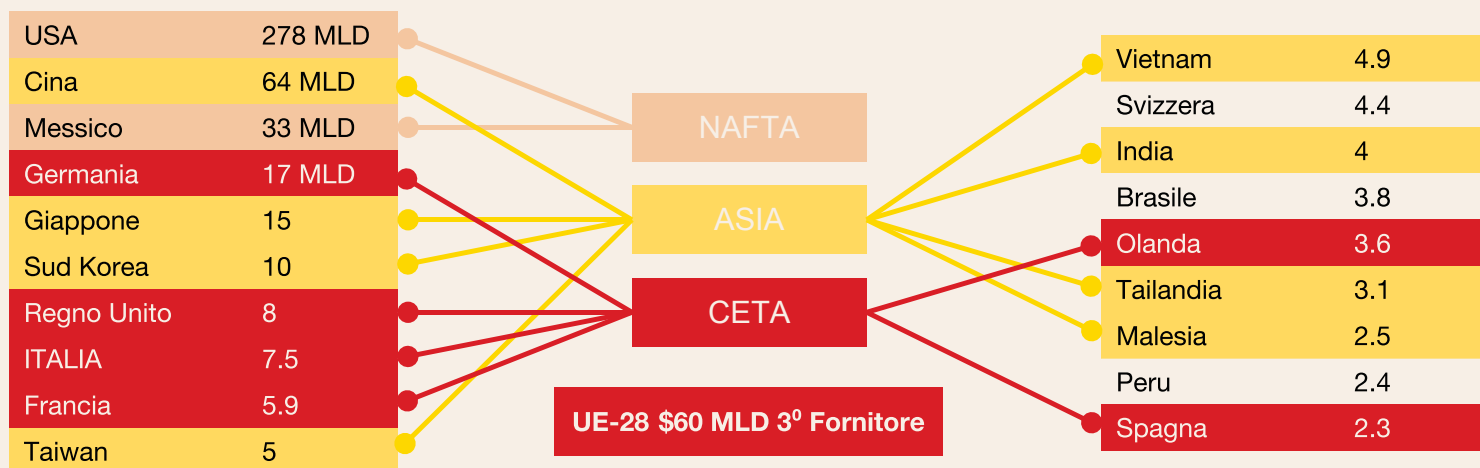 USA 278 MLD
Cina 64 MLD
Messico 33 MLD
Germania 17 MLD
Giappone 15
Sud Korea 10
Regno Unito 8
ITALIA 7.5
Francia 5.9
Taiwan 5
NAFTA
ASIA
CETA
UE-28 $60 MLD 3⁰ Fornitore
Vietnam 4.9
Svizzera 4.4
India 4
Brasile 3.8
Olanda 3.6
Tailandia 3.1
Malesia 2.5
Peru 2.4
Spagna 2.3